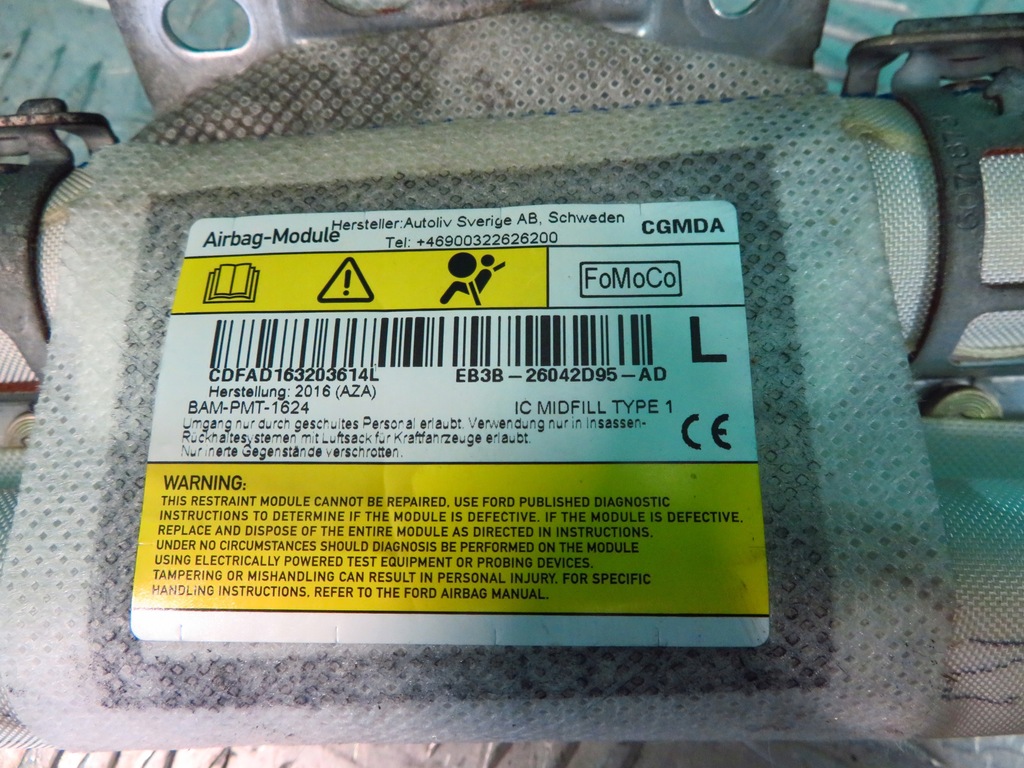 Hersteller:Autoliv Sverige AB, Schweden
Airbag-Module
CGMDA
Tel: +46900322626200
FoMoCo
L
CDFAD163203614L
EB3B-26042D95-AD
Herstellung: 2016 (AZA)
BAM-PMT-1624
IC MIDFILL TYPE 1
Umgang nur durch geschultes Personal erlaubt. Verwendung nur in Insassen-
Rückhaltesystemen mit Luftsack für Kraftfahrzeuge erlaubt.
Nur inerte Gegenstände verschrotten.
CE
WARNING:
THIS RESTRAINT MODULE CANNOT BE REPAIRED, USE FORD PUBLISHED DIAGNOSTIC
INSTRUCTIONS TO DETERMINE IF THE MODULE IS DEFECTIVE. IF THE MODULE IS DEFECTIVE.
REPLACE AND DISPOSE OF THE ENTIRE MODULE AS DIRECTED IN INSTRUCTIONS.
UNDER NO CIRCUMSTANCES SHOULD DIAGNOSIS BE PERFORMED ON THE MODULE
USING ELECTRICALLY POWERED TEST EQUIPMENT OR PROBING DEVICES.
TAMPERING OR MISHANDLING CAN RESULT IN PERSONAL INJURY. FOR SPECIFIC
HANDLING INSTRUCTIONS. REFER TO THE FORD AIRBAG MANUAL.